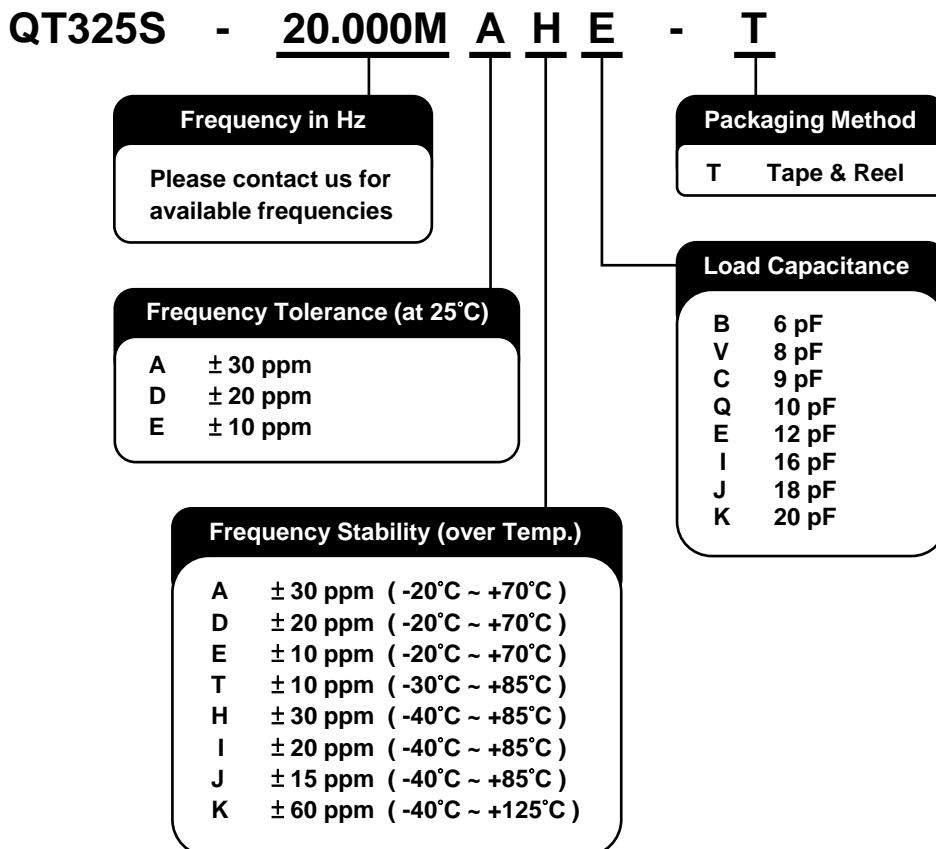 QT325S - 20.000M A H E - T
Frequency in Hz
Please contact us for
available frequencies
Packaging Method
T Tape & Reel
Load Capacitance
B 6 pF
V 8 pF
C 9 pF
Q 10 pF
E 12 pF
I 16 pF
J 18 pF
K 20 pF
Frequency Tolerance (at 25°C)
A ± 30 ppm
D ± 20 ppm
E ± 10 ppm
Frequency Stability (over Temp.)
A ± 30 ppm ( -20°C ~ +70°C )
D ± 20 ppm ( -20°C ~ +70°C )
E ± 10 ppm ( -20°C ~ +70°C )
T ± 10 ppm ( -30°C ~ +85°C )
H ± 30 ppm ( -40°C ~ +85°C )
I ± 20 ppm ( -40°C ~ +85°C )
J ± 15 ppm ( -40°C ~ +85°C )
K ± 60 ppm ( -40°C ~ +125°C )